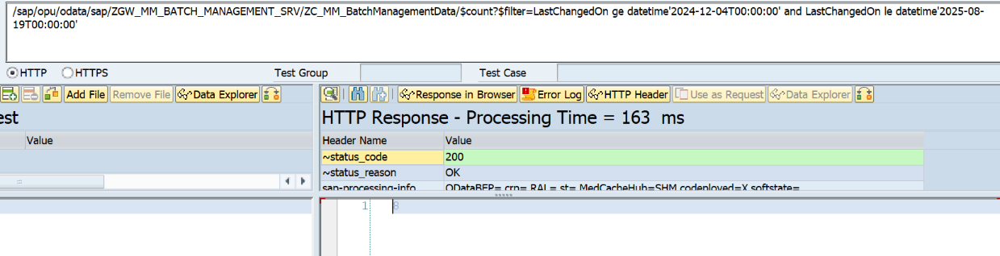 /sap/opu/odata/sap/ZGW_MM_BATCH_MANAGEMENT_SRV/ZC_MM_BatchManagementData/$count?$filter=LastChangedOn ge datetime'2024-12-04T00:00:00' and LastChangedOn le datetime'2025-08-
19T00:00:00'
HTTP HTTPS Test Group Test Case
Add File Remove File Data Explorer Response in Browser Error Log HTTP Header Use as Request Data Explorer
est HTTP Response - Processing Time = 163 ms
Value Header Name Value
~status_code 200
~status_reason OK
sap-processing-info ODataBEP= crp= RAL= st= MedCacheHub=SHM codeployed=X softstate=
1 8